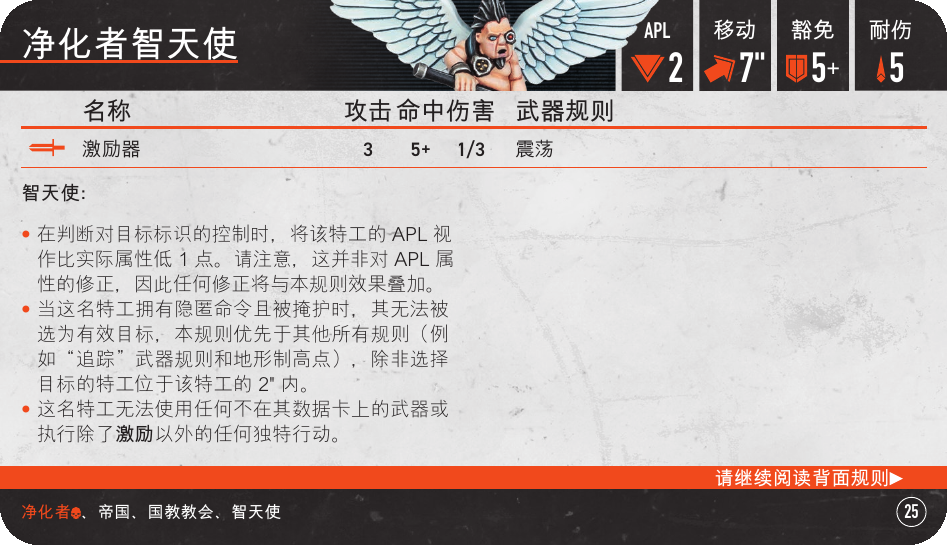 净化者智天使
APL 移动 豁免 耐伤
2 7" 5+ 5
名称 攻击 命中 伤害 武器规则
激励器 3 5+ 1/3 震荡
智天使:
• 在判断对目标标识的控制时，将该特工的 APL 视
作比实际属性低 1 点。请注意，这并非对 APL 属
性的修正，因此任何修正将与本规则效果叠加。
• 当这名特工拥有隐匿命令且被掩护时，其无法被
选为有效目标，本规则优先于其他所有规则（例
如“追踪”武器规则和地形制高点），除非选择
目标的特工位于该特工的 2" 内。
• 这名特工无法使用任何不在其数据卡上的武器或
执行除了激励以外的任何独特行动。
请继续阅读背面规则▶
净化者、帝国、国教教会、智天使
25